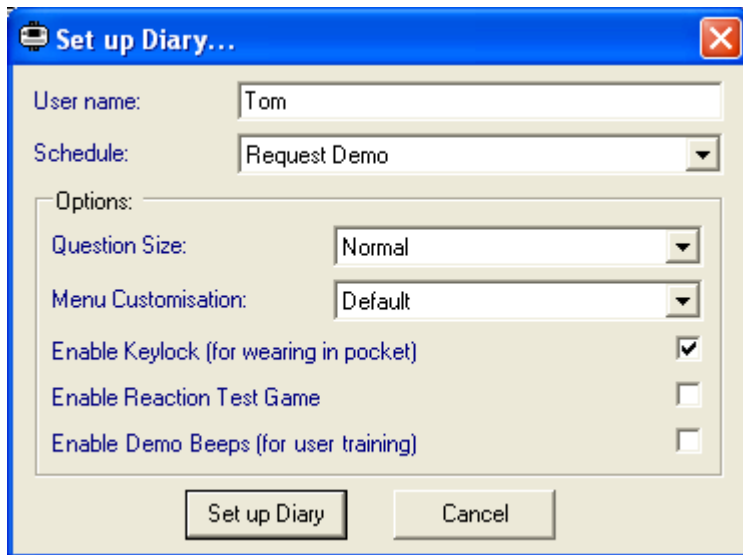 Set up Diary...
User name: Tom
Schedule: Request Demo
Options:
Question Size: Normal
Menu Customisation: Default
Enable Keylock (for wearing in pocket)
Enable Reaction Test Game
Enable Demo Beeps (for user training)
Set up Diary Cancel